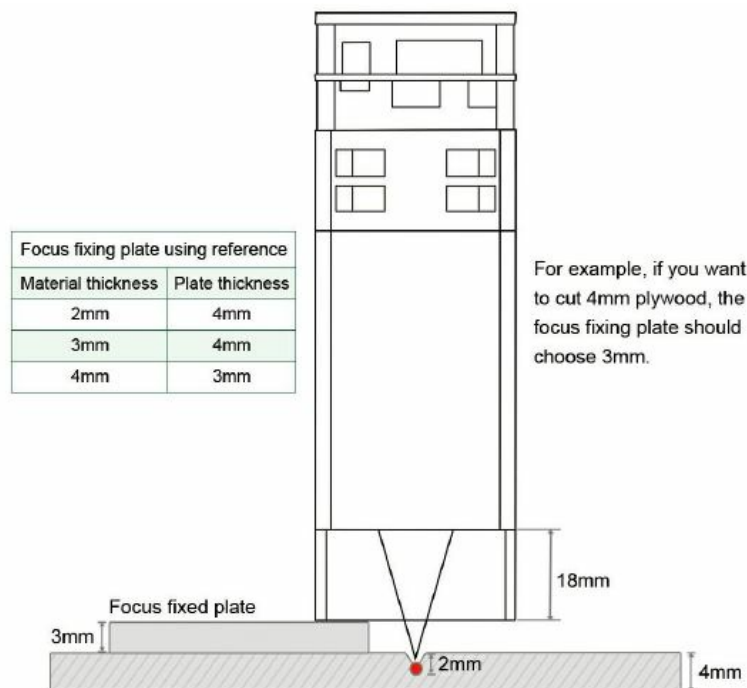 Focus fixing plate using reference
Material thickness Plate thickness
2mm 4mm
3mm 4mm
4mm 3mm
For example, if you want
to cut 4mm plywood, the
focus fixing plate should
choose 3mm.
18mm
Focus fixed plate
3mm
2mm
4mm